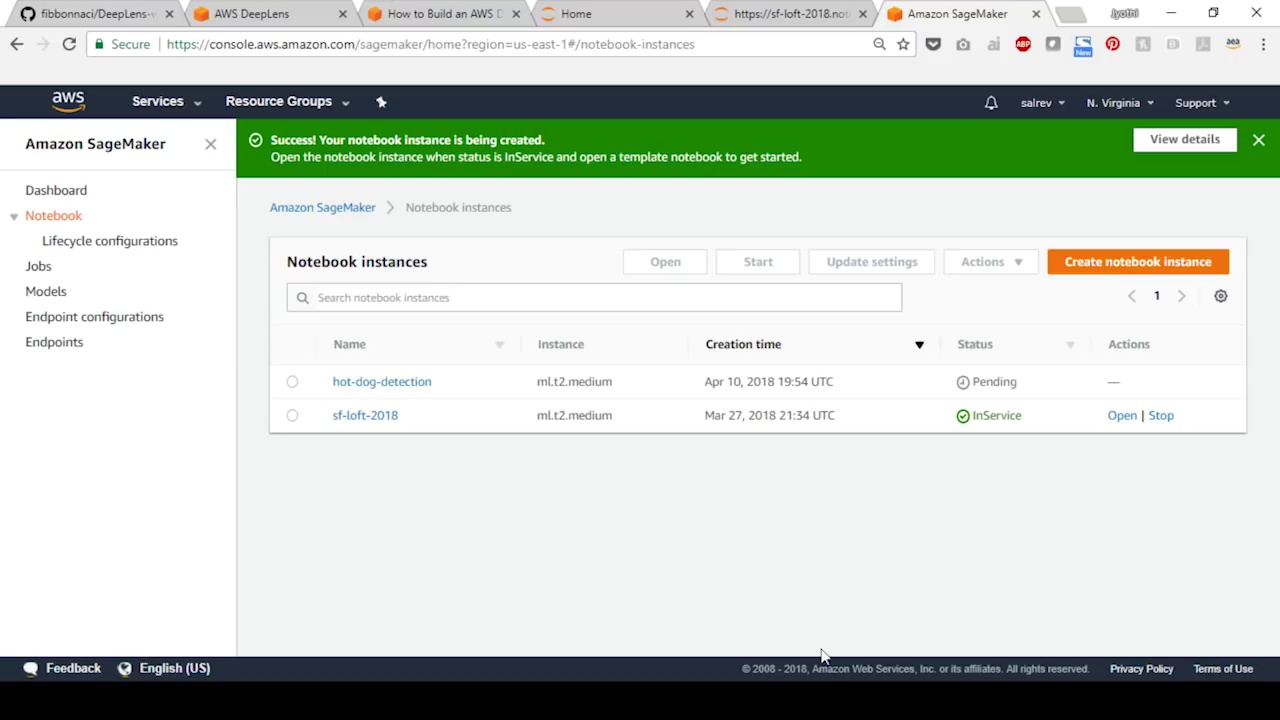 fibbonnaci/DeepLens-w
AWS DeepLens
How to Build an AWS D
Home
https://sf-loft-2018.not
Amazon SageMaker
Jyothi
Secure
https://console.aws.amazon.com/sagemaker/home?region=us-east-1#/notebook-instances
ai
ABP
New
aea
aws
Services
Resource Groups
salrev
N. Virginia
Support
Amazon SageMaker
Success! Your notebook instance is being created.
Open the notebook instance when status is InService and open a template notebook to get started.
View details
Dashboard
Notebook
Lifecycle configurations
Jobs
Models
Endpoint configurations
Endpoints
Amazon SageMaker
Notebook instances
Notebook instances
Open
Start
Update settings
Actions
Create notebook instance
Search notebook instances
1
Name
Instance
Creation time
Status
Actions
hot-dog-detection
ml.t2.medium
Apr 10, 2018 19:54 UTC
Pending
—
sf-loft-2018
ml.t2.medium
Mar 27, 2018 21:34 UTC
InService
Open | Stop
Feedback
English (US)
© 2008 - 2018, Amazon Web Services, Inc. or its affiliates. All rights reserved.
Privacy Policy
Terms of Use